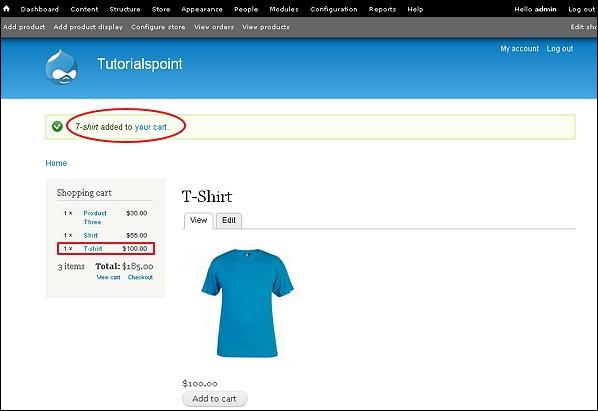 Dashboard Content Structure Store Appearance People Modules Configuration Reports Help Hello admin Log out
Add product Add product display Configure store View orders View products Edit sho
My account Log out
Tutorialspoint
T-shirt added to your cart.
Home
Shopping cart
1 × Product Three $30.00
1 × Shirt $55.00
1 × T-shirt $100.00
3 items Total: $185.00
View cart Checkout
T-Shirt
View Edit
$100.00
Add to cart